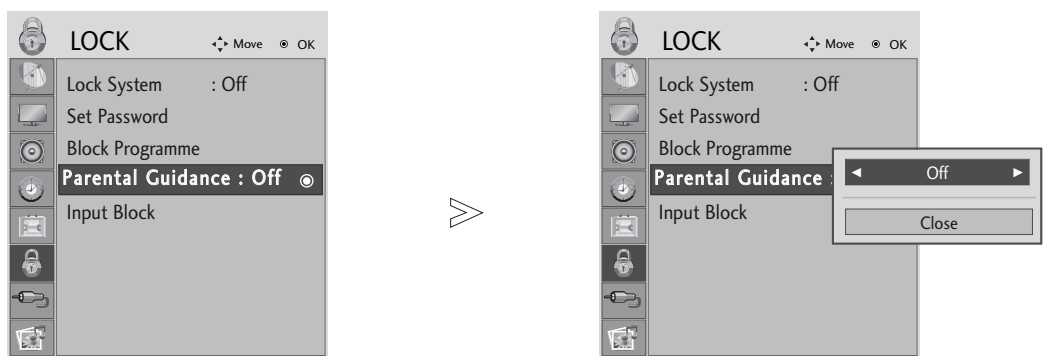 LOCK Move OK
Lock System : Off
Set Password
Block Programme
Parental Guidance : Off
Input Block
LOCK Move OK
Lock System : Off
Set Password
Block Programme
Parental Guidance :
Input Block
Off
Close